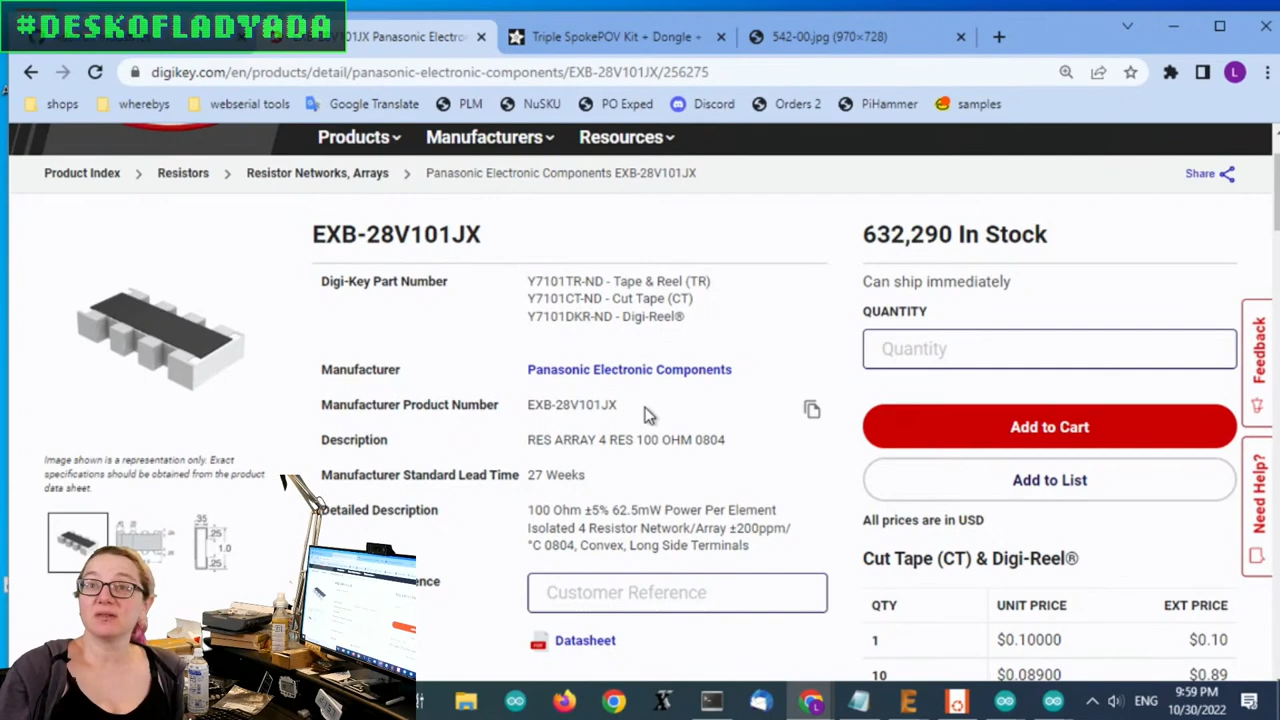 #DESKOFLADYADA
JX Panasonic Electro
Triple SpokePOV Kit + Dongle +
542-00.jpg (970×728)
digikey.com/en/products/detail/panasonic-electronic-components/EXB-28V101JX/256275
L
shops
wherebys
webserial tools
Google Translate
PLM
NuSKU
PO Exped
Discord
Orders 2
PiHammer
samples
Products
Manufacturers
Resources
Product Index
Resistors
Resistor Networks, Arrays
Panasonic Electronic Components EXB-28V101JX
Share
EXB-28V101JX
632,290 In Stock
Can ship immediately
Digi-Key Part Number
Y7101TR-ND - Tape & Reel (TR)
Y7101CT-ND - Cut Tape (CT)
Y7101DKR-ND - Digi-Reel®
QUANTITY
Quantity
Manufacturer
Panasonic Electronic Components
Manufacturer Product Number
EXB-28V101JX
Add to Cart
Description
RES ARRAY 4 RES 100 OHM 0804
Manufacturer Standard Lead Time
27 Weeks
Add to List
Detailed Description
100 Ohm ±5% 62.5mW Power Per Element
Isolated 4 Resistor Network/Array ±200ppm/
°C 0804, Convex, Long Side Terminals
All prices are in USD
Cut Tape (CT) & Digi-Reel®
ence
Customer Reference
Datasheet
QTY
UNIT PRICE
EXT PRICE
1
$0.10000
$0.10
10
$0.08900
$0.89
Image shown is a representation only. Exact
specifications should be obtained from the product
data sheet.
.35
.25
1.0
.25
Feedback
Need Help?
ENG
9:59 PM
10/30/2022